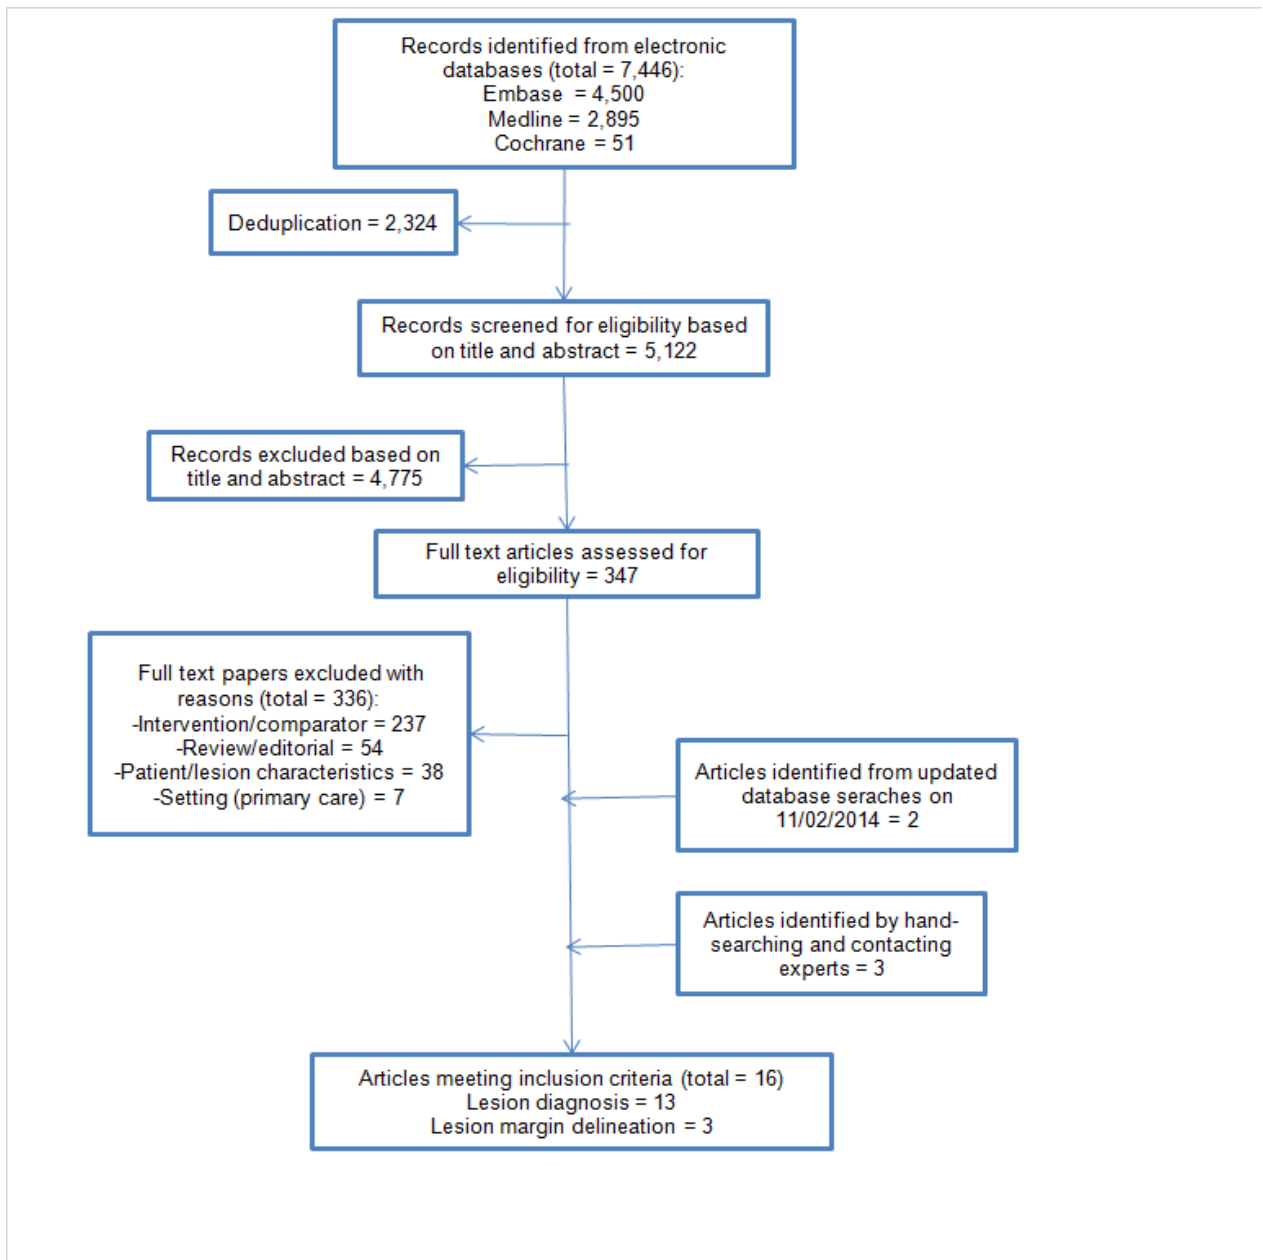 Records identified from electronic
databases (total = 7,446):
Embase = 4,500
Medline = 2,895
Cochrane = 51
Deduplication = 2,324
Records screened for eligibility based
on title and abstract = 5,122
Records excluded based on
title and abstract = 4,775
Full text articles assessed for
eligibility = 347
Full text papers excluded with
reasons (total = 336):
-Intervention/comparator = 237
-Review/editorial = 54
-Patient/lesion characteristics = 38
-Setting (primary care) = 7
Articles identified from updated
database seraches on
11/02/2014 = 2
Articles identified by hand-
searching and contacting
experts = 3
Articles meeting inclusion criteria (total = 16)
Lesion diagnosis = 13
Lesion margin delineation = 3